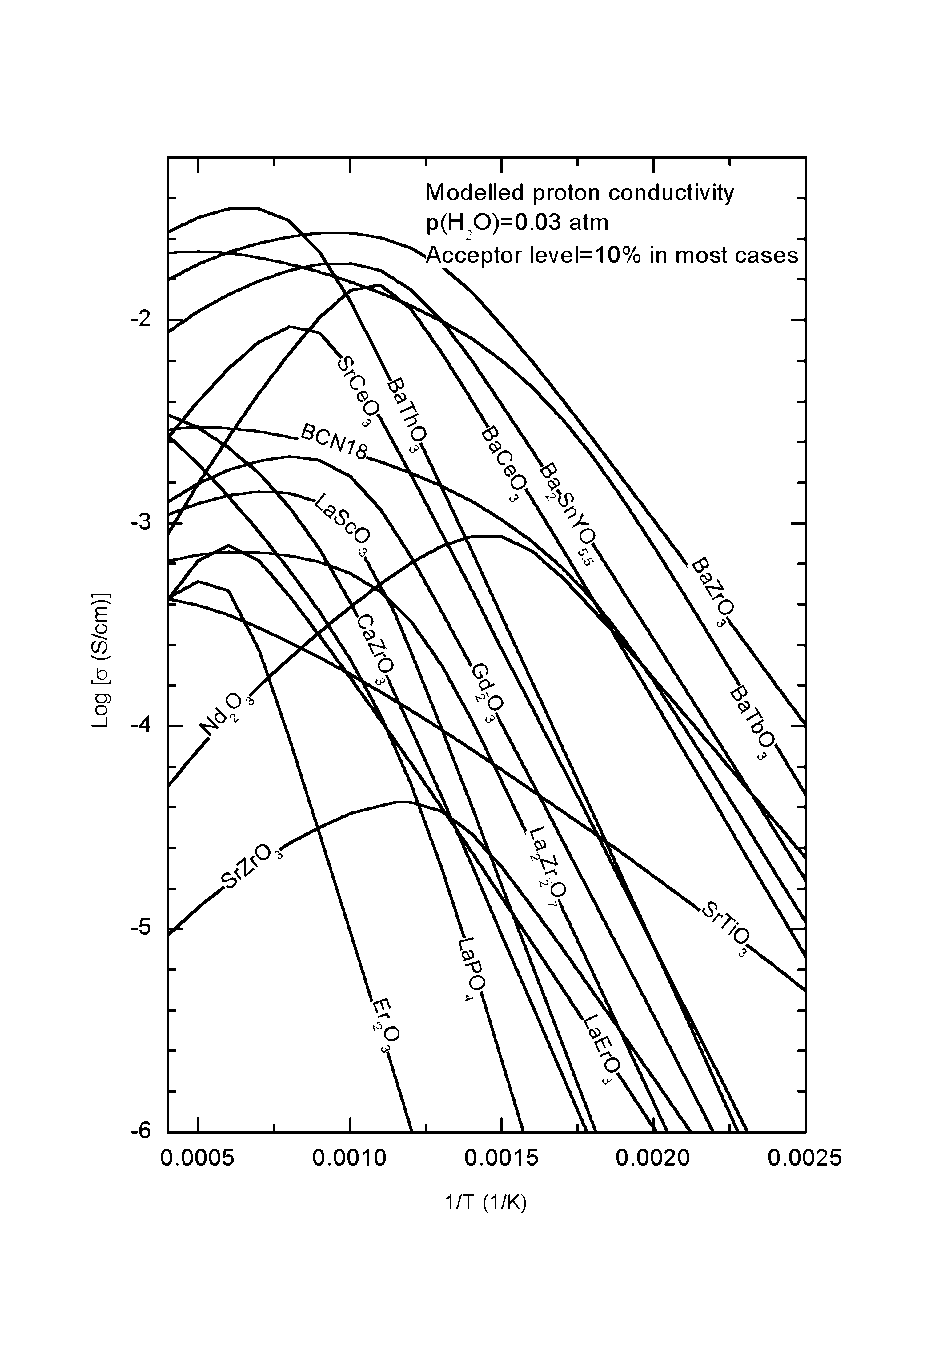 Modelled proton conductivity
p(H₂O)=0.03 atm
Acceptor level=10% in most cases
-2
-3
-4
-5
-6
Log [σ (S/cm)]
SrCeO₃
BaThO₃
BCN18
BaCeO₃
Ba₂SnYO₅.₅
LaScO₃
BaZrO₃
CaZrO₃
Gd₂O₃
Nd₂O₃
BaTbO₃
SrZrO₃
La₂Zr₂O₇
SrTiO₃
LaPO₄
Er₂O₃
LaErO₃
0.0005 0.0010 0.0015 0.0020 0.0025
1/T (1/K)